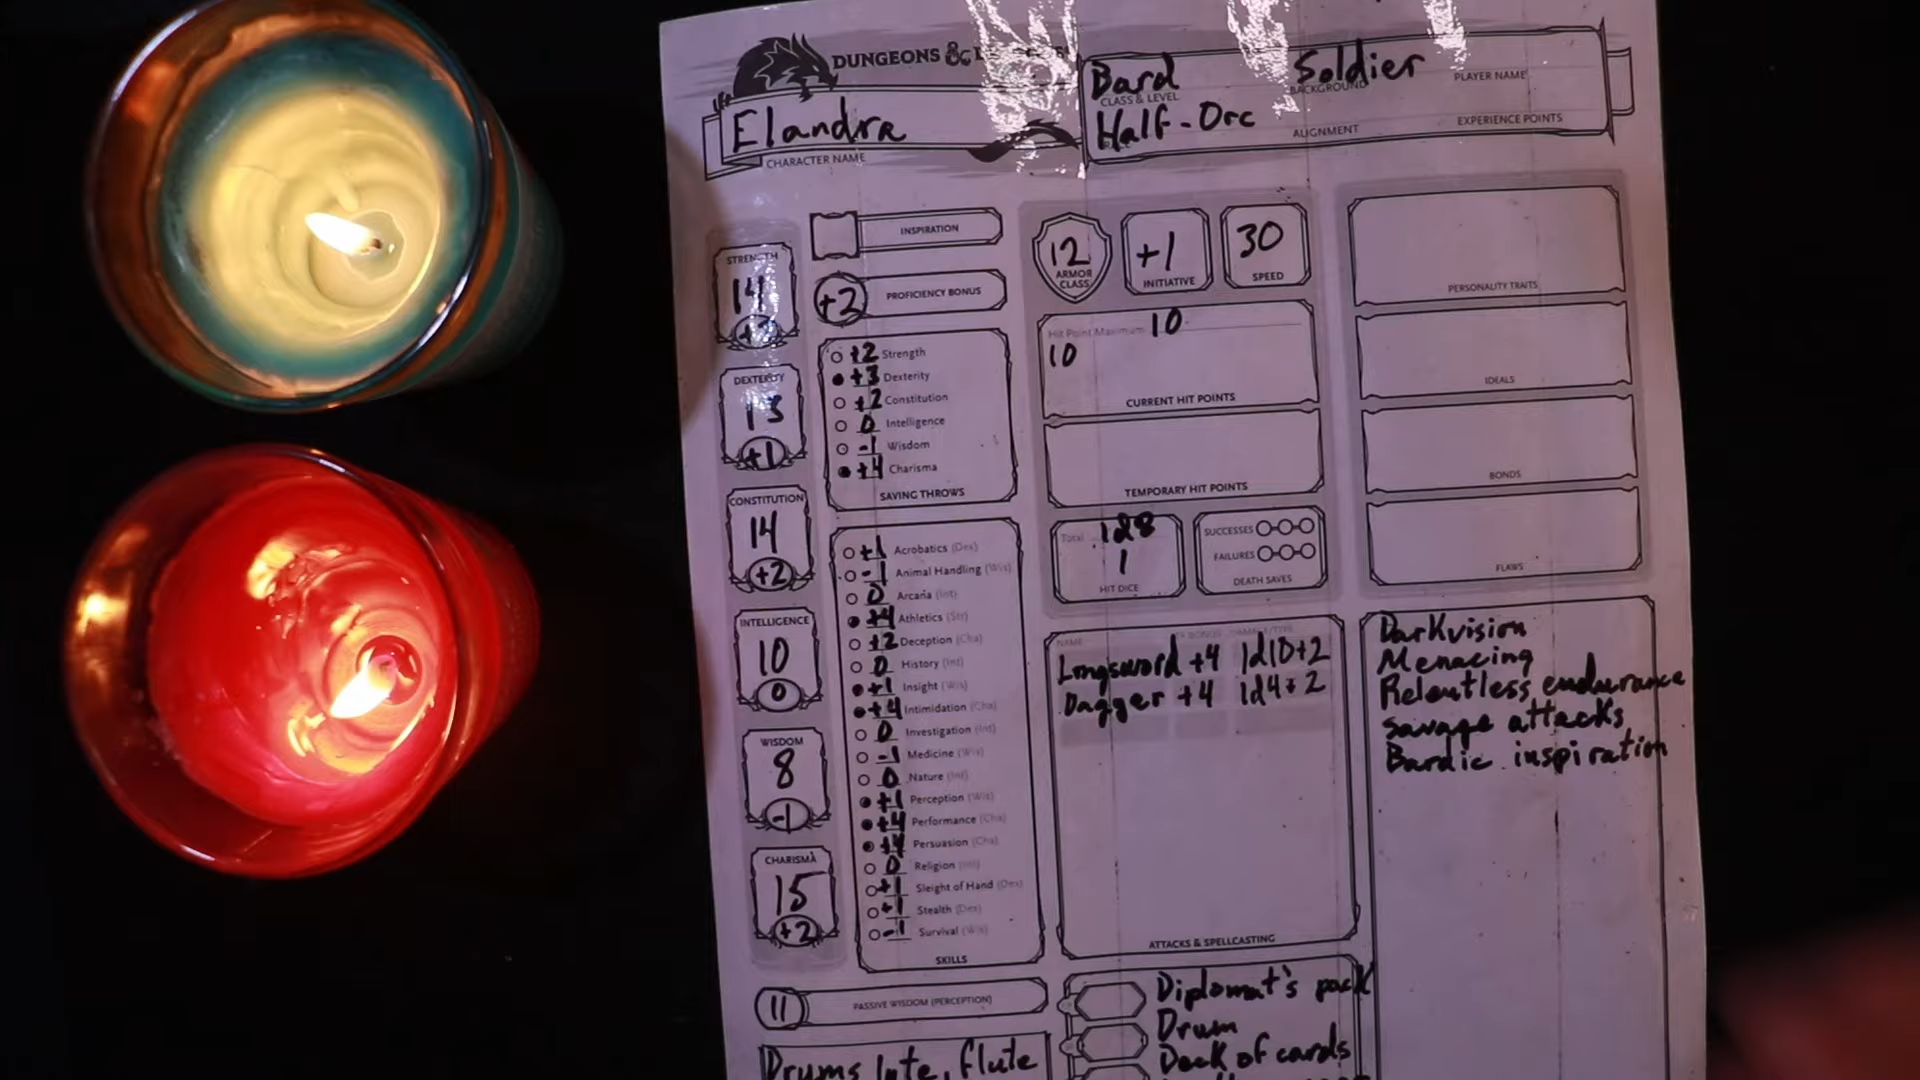 DUNGEONS &
Bard
Soldier
CLASS & LEVEL
BACKGROUND
PLAYER NAME
Elandra
CHARACTER NAME
Half-Orc
ALIGNMENT
EXPERIENCE POINTS
STRENGTH
14
DEXTERITY
13
+1
CONSTITUTION
14
+2
INTELLIGENCE
10
0
WISDOM
8
-1
CHARISMA
15
+2
INSPIRATION
+2 PROFICIENCY BONUS
+2 Strength
+3 Dexterity
+2 Constitution
0 Intelligence
-1 Wisdom
+4 Charisma
SAVING THROWS
+1 Acrobatics (Dex)
-1 Animal Handling (Wis)
0 Arcana (Int)
+4 Athletics (Str)
+2 Deception (Cha)
0 History (Int)
+1 Insight (Wis)
+4 Intimidation (Cha)
0 Investigation (Int)
-1 Medicine (Wis)
0 Nature (Int)
+1 Perception (Wis)
+4 Performance (Cha)
+4 Persuasion (Cha)
0 Religion (Int)
+1 Sleight of Hand (Dex)
+1 Stealth (Dex)
-1 Survival (Wis)
SKILLS
11 PASSIVE WISDOM (PERCEPTION)
Drums, lute, flute
12
ARMOR
CLASS
+1
INITIATIVE
30
SPEED
Hit Point Maximum 10
10
CURRENT HIT POINTS
TEMPORARY HIT POINTS
Total 1d8
1
HIT DICE
SUCCESSES
FAILURES
DEATH SAVES
NAME
Longsword +4 1d10+2
Dagger +4 1d4+2
ATTACKS & SPELLCASTING
Diplomat's pack
Drum
Deck of cards
PERSONALITY TRAITS
IDEALS
BONDS
FLAWS
Darkvision
Menacing
Relentless endurance
Savage attacks
Bardic inspiration